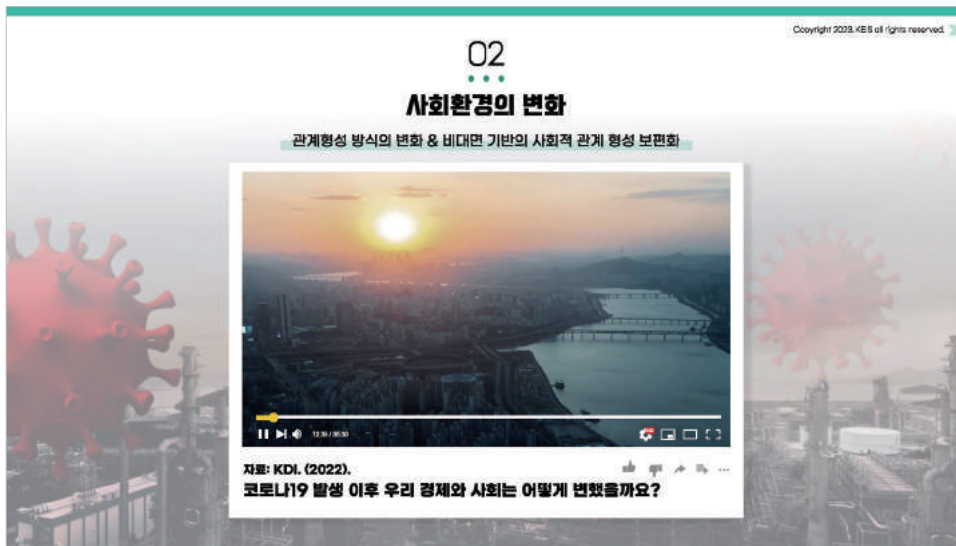 Copyright 2023.KEIS all rights reserved.
02
사회환경의 변화
관계형성 방식의 변화 & 비대면 기반의 사회적 관계 형성 보편화
자료: KDI. (2022).
코로나19 발생 이후 우리 경제와 사회는 어떻게 변했을까요?